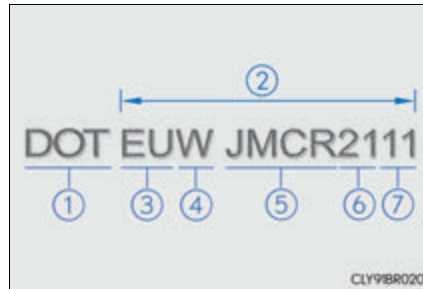 ②
DOT EUW JMCR2111
① ③ ④ ⑤ ⑥ ⑦
CLY91BR020